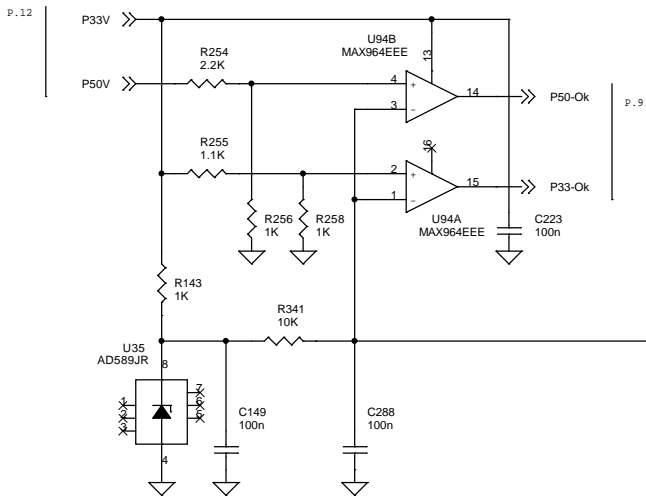 P.12
P33V
U94B
MAX964EEE
R254
2.2K
13
P50V
4
3
14
P50-Ok
P.9
R255
1.1K
16
2
1
15
P33-Ok
U94A
MAX964EEE
R256
1K
R258
1K
C223
100n
R143
1K
R341
10K
U35
AD589JR
8
7
1
6
2
5
3
4
C149
100n
C288
100n